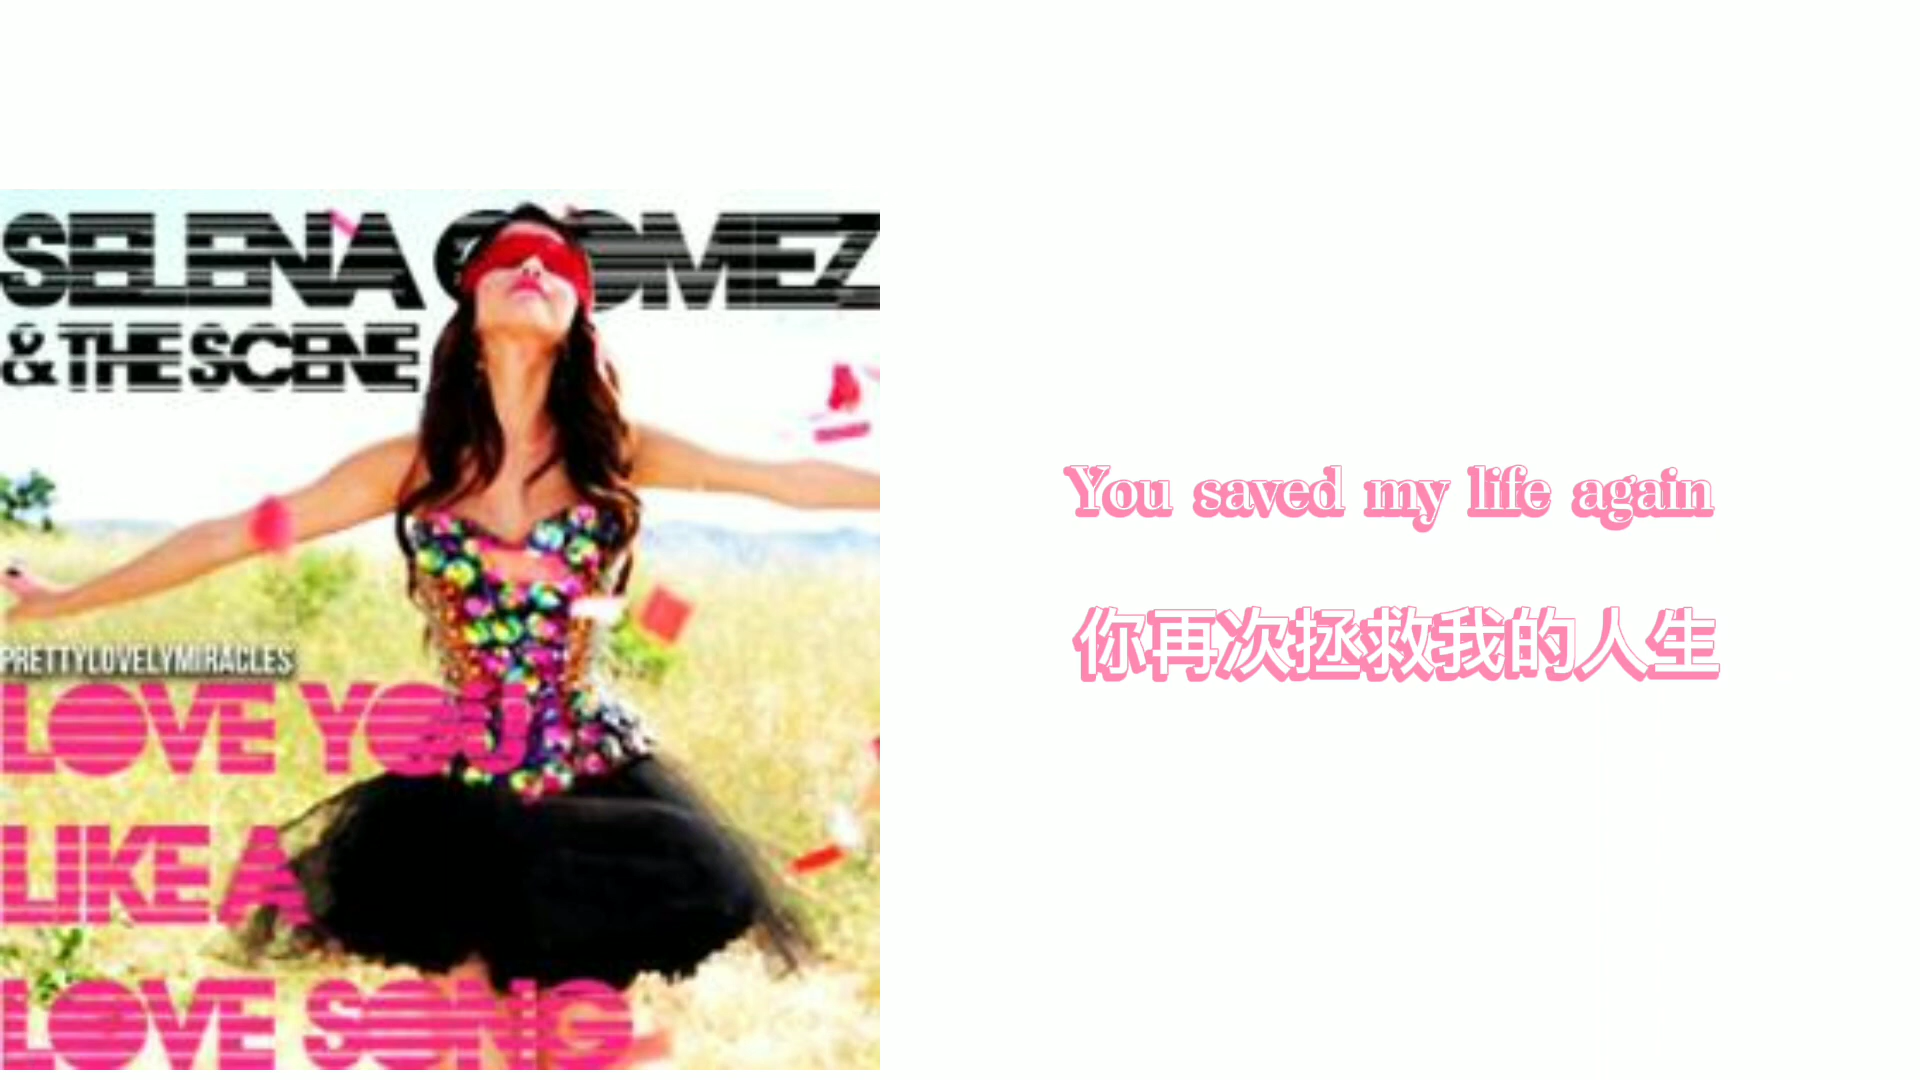 SELENA GOMEZ
& THE SCENE
PRETTYLOVELYMIRACLES
LOVE YOU
LIKE A
LOVE SONG
You saved my life again
你再次拯救我的人生